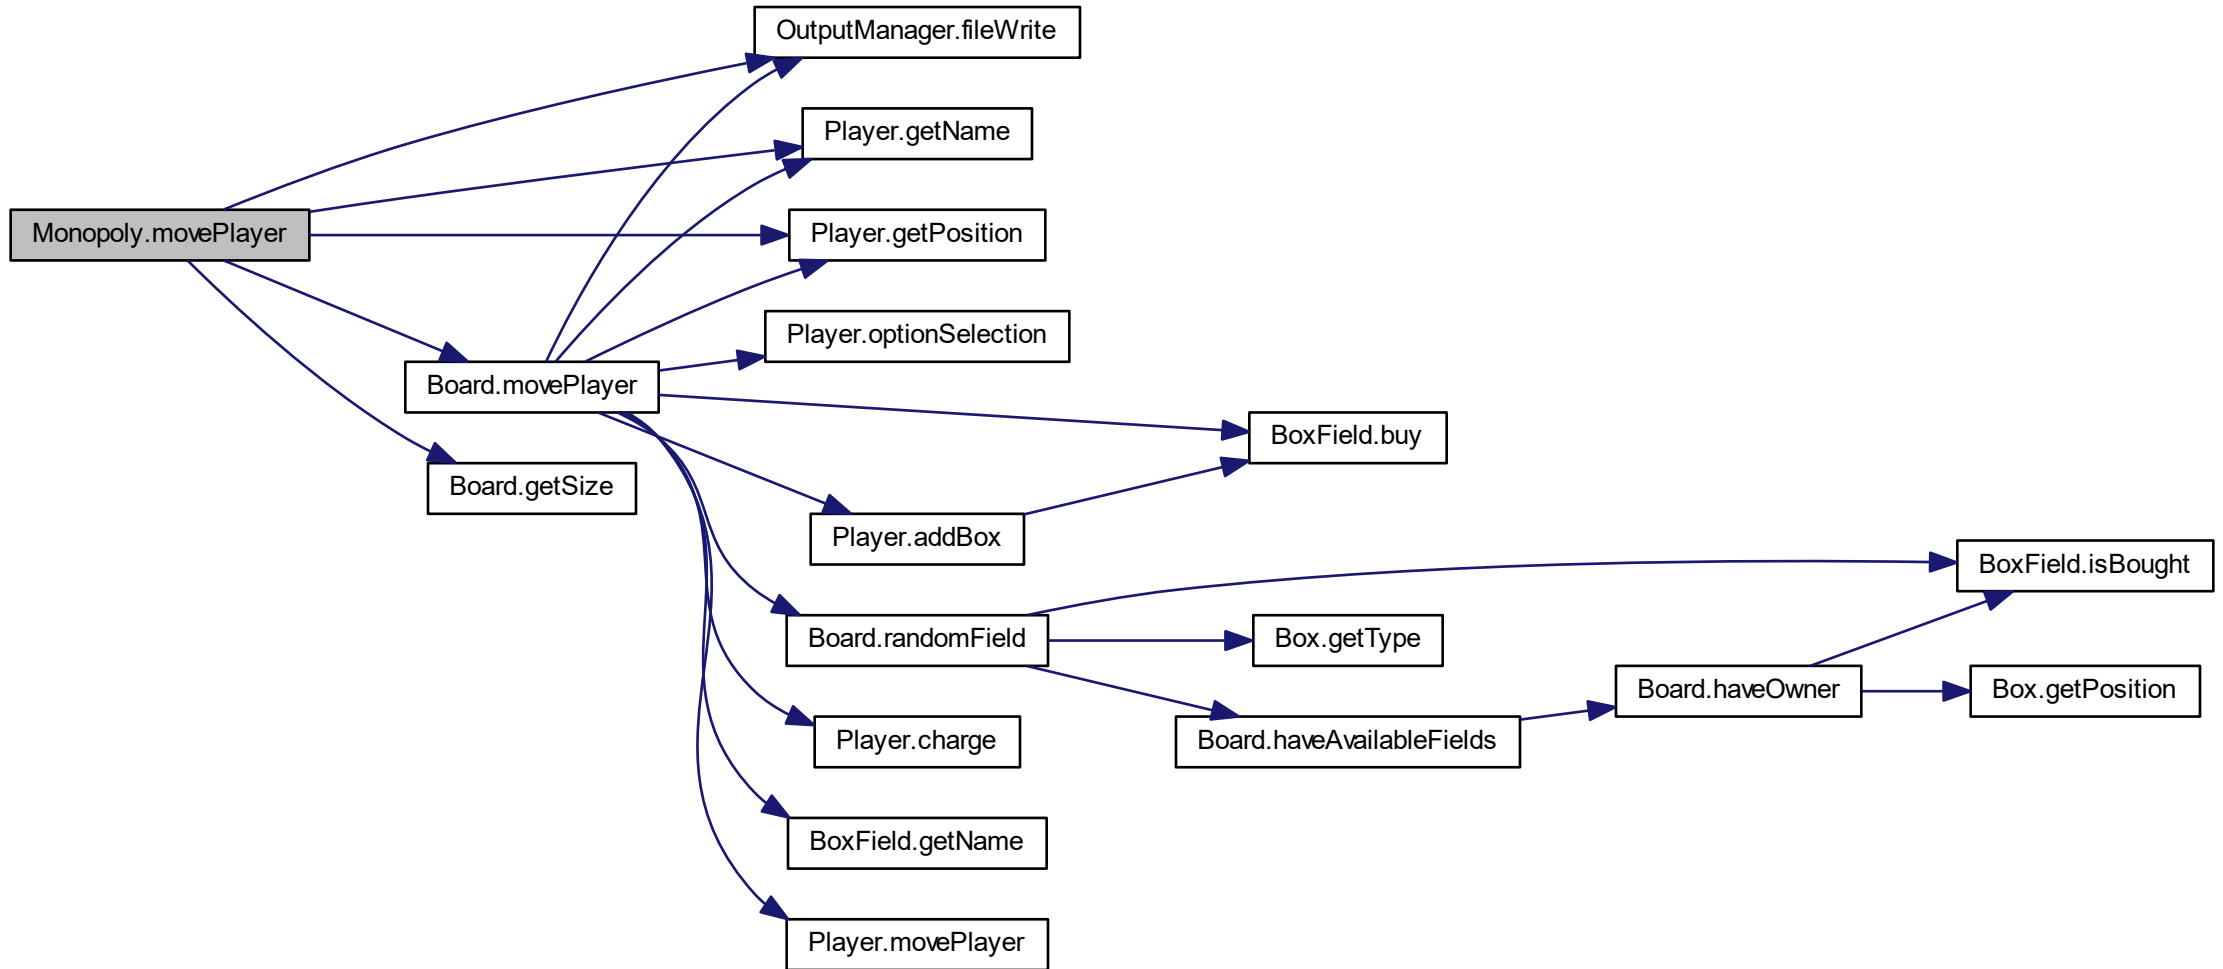 OutputManager.fileWrite
Player.getName
Monopoly.movePlayer
Player.getPosition
Player.optionSelection
Board.movePlayer
BoxField.buy
Board.getSize
Player.addBox
BoxField.isBought
Board.randomField
Box.getType
Board.haveOwner
Box.getPosition
Player.charge
Board.haveAvailableFields
BoxField.getName
Player.movePlayer